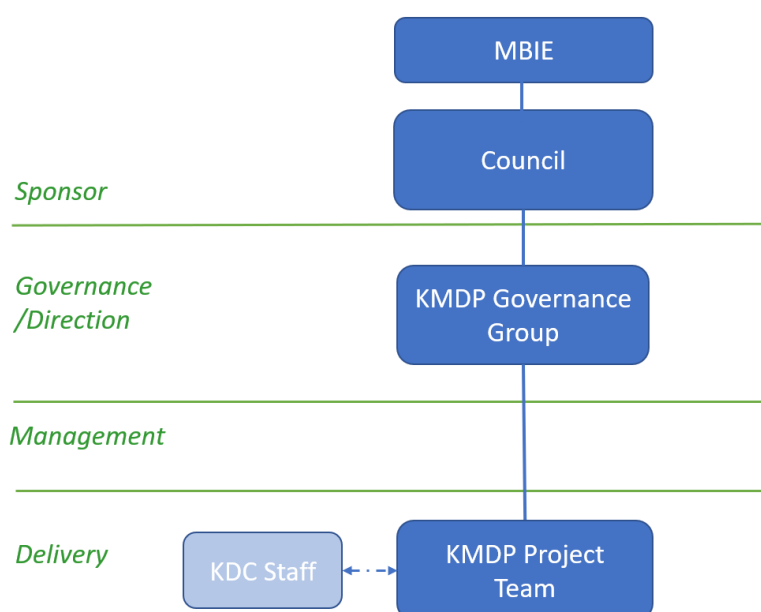 MBIE
Council
Sponsor
Governance
/Direction
KMDP Governance
Group
Management
Delivery
KDC Staff
KMDP Project
Team